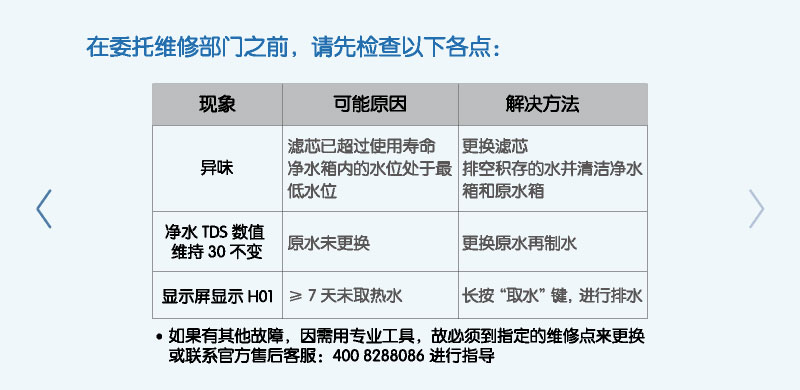 在委托维修部门之前，请先检查以下各点：
现象 可能原因 解决方法
异味
滤芯已超过使用寿命
净水箱内的水位处于最
低水位
更换滤芯
排空积存的水并清洁净水
箱和原水箱
净水 TDS 数值
维持 30 不变
原水未更换
更换原水再制水
显示屏显示 H01
≥ 7 天未取热水
长按“取水”键，进行排水
• 如果有其他故障，因需用专业工具，故必须到指定的维修点来更换
或联系官方售后客服：400 8288086 进行指导